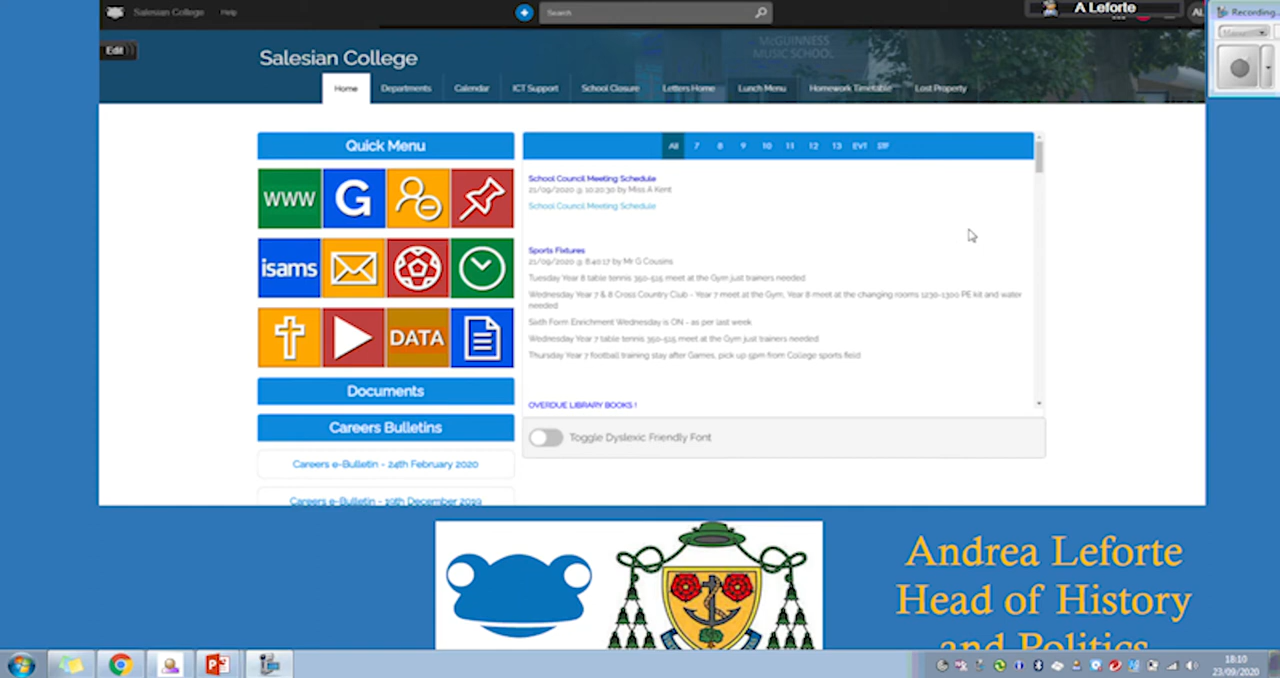 Salesian College
Help
Search
A Leforte
AL
Recording...
Menu
Edit
McGUINNESS
MUSIC SCHOOL
Salesian College
Home
Departments
Calendar
ICT Support
School Closure
Letters Home
Lunch Menu
Homework Timetable
Lost Property
Quick Menu
All 7 8 9 10 11 12 13 EVT STF
WWW
G
isams
DATA
School Council Meeting Schedule
21/09/2020 @ 10:20:30 by Miss A Kent
School Council Meeting Schedule
Sports Fixtures
21/09/2020 @ 8:40:17 by Mr G Cousins
Tuesday Year 8 table tennis 350-515 meet at the Gym just trainers needed
Wednesday Year 7 & 8 Cross Country Club - Year 7 meet at the Gym, Year 8 meet at the changing rooms 1230-1300 PE kit and water
needed
Sixth Form Enrichment Wednesday is ON - as per last week
Wednesday Year 7 table tennis 350-515 meet at the Gym just trainers needed
Thursday Year 7 football training stay after Games, pick up 5pm from College sports field
OVERDUE LIBRARY BOOKS !
Toggle Dyslexic Friendly Font
Documents
Careers Bulletins
Careers e-Bulletin - 24th February 2020
Careers e-Bulletin - 19th December 2019
Andrea Leforte
Head of History
and Politics
18:10
23/09/2020